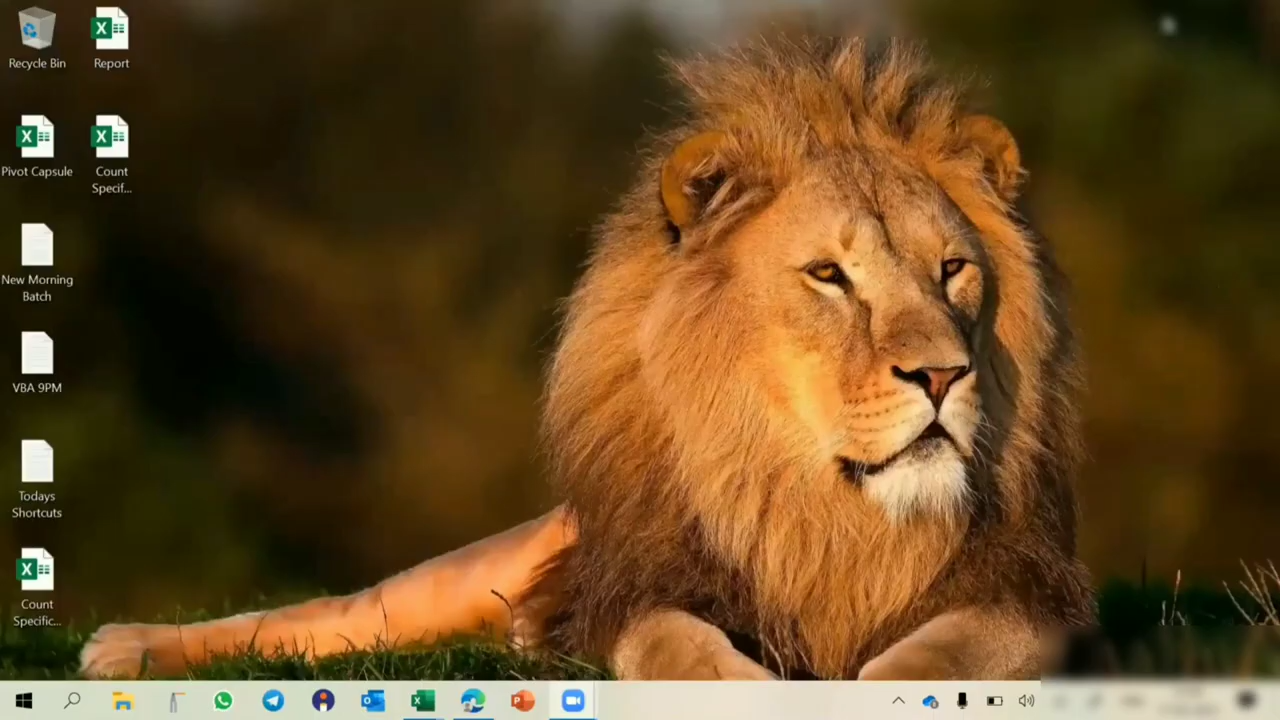 Recycle Bin
Report
Pivot Capsule
Count
Specif...
New Morning
Batch
VBA 9PM
Todays
Shortcuts
Count
Specific...